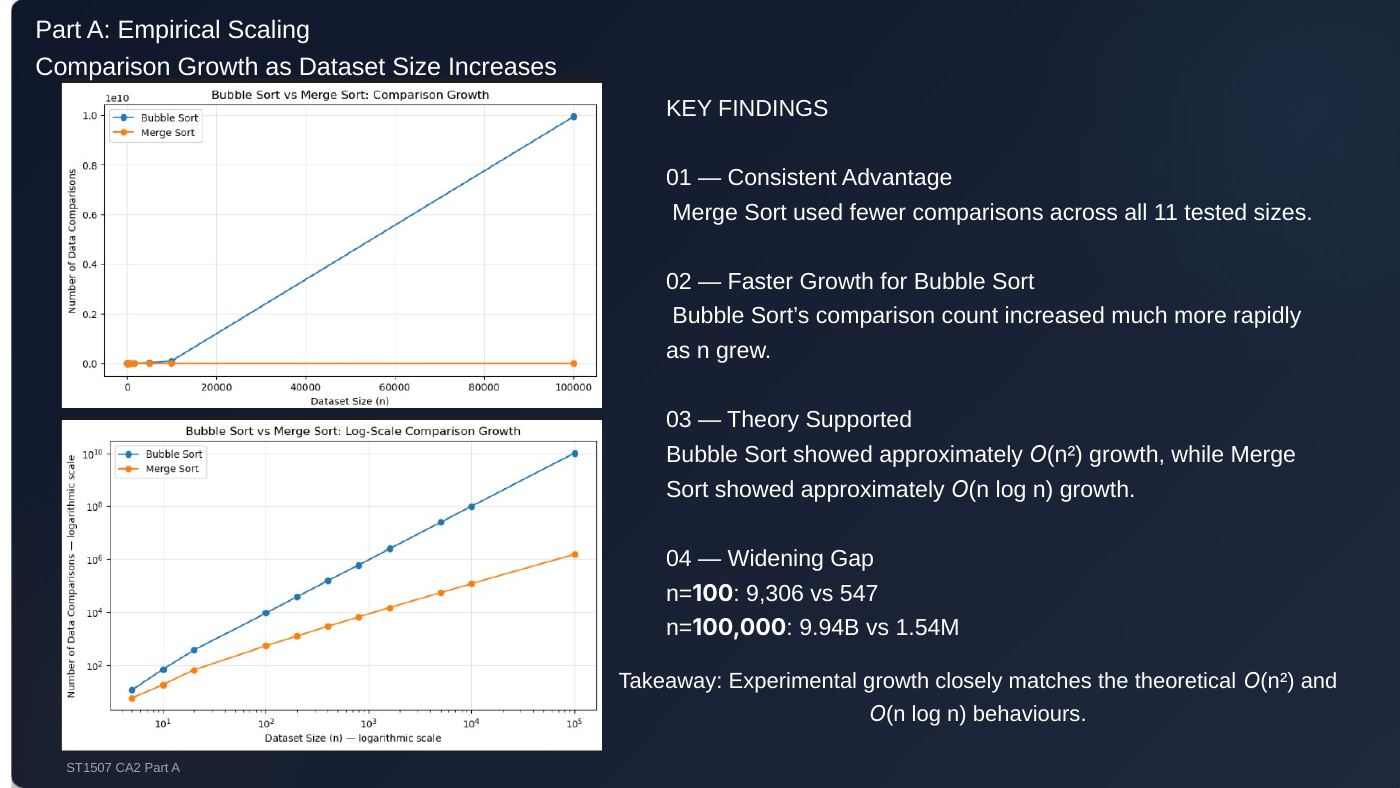 Part A: Empirical Scaling
Comparison Growth as Dataset Size Increases
Bubble Sort vs Merge Sort: Comparison Growth
1e10
1.0
0.8
0.6
0.4
0.2
0.0
Number of Data Comparisons
Bubble Sort
Merge Sort
0 20000 40000 60000 80000 100000
Dataset Size (n)
Bubble Sort vs Merge Sort: Log-Scale Comparison Growth
10¹⁰
10⁸
10⁶
10⁴
10²
Number of Data Comparisons — logarithmic scale
Bubble Sort
Merge Sort
10¹ 10² 10³ 10⁴ 10⁵
Dataset Size (n) — logarithmic scale
KEY FINDINGS
01 — Consistent Advantage
Merge Sort used fewer comparisons across all 11 tested sizes.
02 — Faster Growth for Bubble Sort
Bubble Sort’s comparison count increased much more rapidly
as n grew.
03 — Theory Supported
Bubble Sort showed approximately O(n²) growth, while Merge
Sort showed approximately O(n log n) growth.
04 — Widening Gap
n=100: 9,306 vs 547
n=100,000: 9.94B vs 1.54M
Takeaway: Experimental growth closely matches the theoretical O(n²) and
O(n log n) behaviours.
ST1507 CA2 Part A